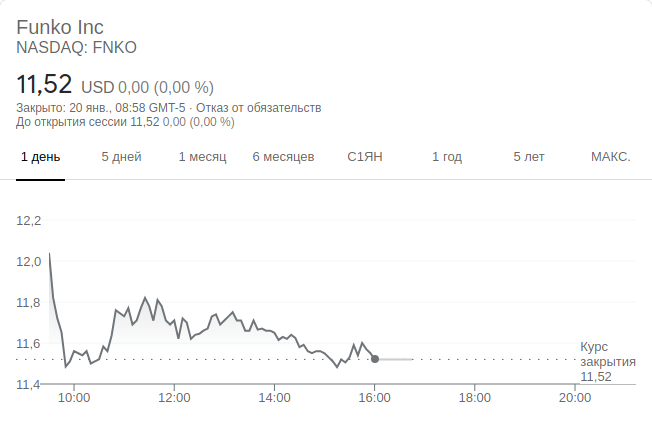 Funko Inc
NASDAQ: FNKO
11,52 USD 0,00 (0,00 %)
Закрыто: 20 янв., 08:58 GMT-5 · Отказ от обязательств
До открытия сессии 11,52 0,00 (0,00 %)
1 день 5 дней 1 месяц 6 месяцев С1ЯН 1 год 5 лет МАКС.
12,2
12,0
11,8
11,6
11,4
Курс
закрытия
11,52
10:00 12:00 14:00 16:00 18:00 20:00